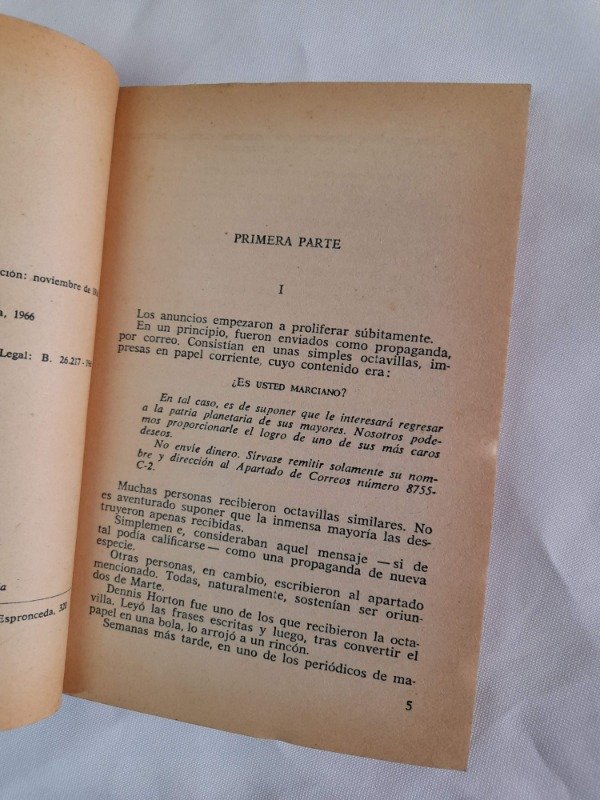 ción: noviembre de
a, 1966
Legal: B. 26.217-
ia
Espronceda, 320
PRIMERA PARTE
I
Los anuncios empezaron a proliferar súbitamente.
En un principio, fueron enviados como propaganda,
por correo. Consistían en unas simples octavillas, im-
presas en papel corriente, cuyo contenido era:
¿ES USTED MARCIANO?
En tal caso, es de suponer que le interesará regresar
a la patria planetaria de sus mayores. Nosotros pode-
mos proporcionarle el logro de uno de sus más caros
deseos.
No envíe dinero. Sírvase remitir solamente su nom-
bre y dirección al Apartado de Correos número 8755-
C-2.
Muchas personas recibieron octavillas similares. No
es aventurado suponer que la inmensa mayoría las des-
truyeron apenas recibidas.
Simplemen e, consideraban aquel mensaje —si de
tal podía calificarse— como una propaganda de nueva
especie.
Otras personas, en cambio, escribieron al apartado
mencionado. Todas, naturalmente, sostenían ser oriun-
dos de Marte.
Dennis Horton fue uno de los que recibieron la octa-
villa. Leyó las frases escritas y luego, tras convertir el
papel en una bola, lo arrojó a un rincón.
Semanas más tarde, en uno de los periódicos de ma-
5